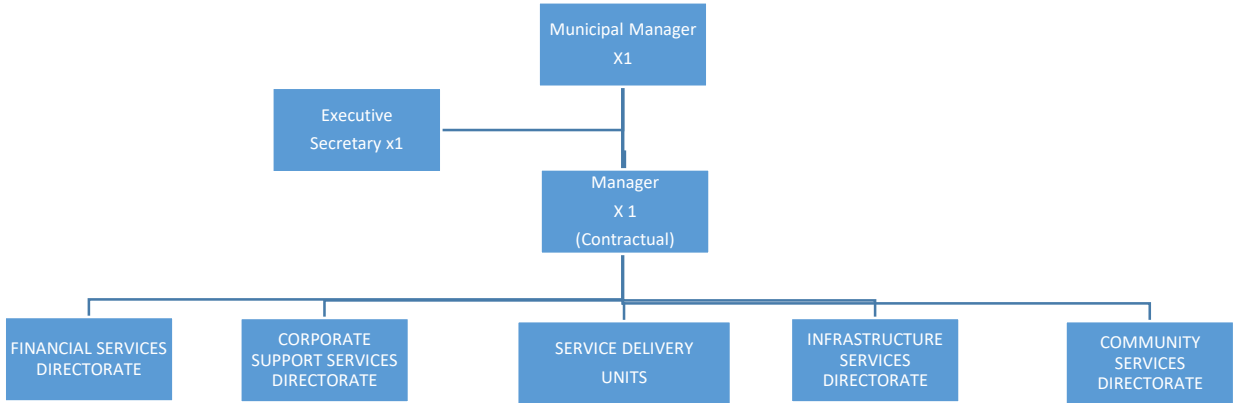 Municipal Manager
X1
Executive
Secretary x1
Manager
X 1
(Contractual)
FINANCIAL SERVICES
DIRECTORATE
CORPORATE
SUPPORT SERVICES
DIRECTORATE
SERVICE DELIVERY
UNITS
INFRASTRUCTURE
SERVICES
DIRECTORATE
COMMUNITY
SERVICES
DIRECTORATE